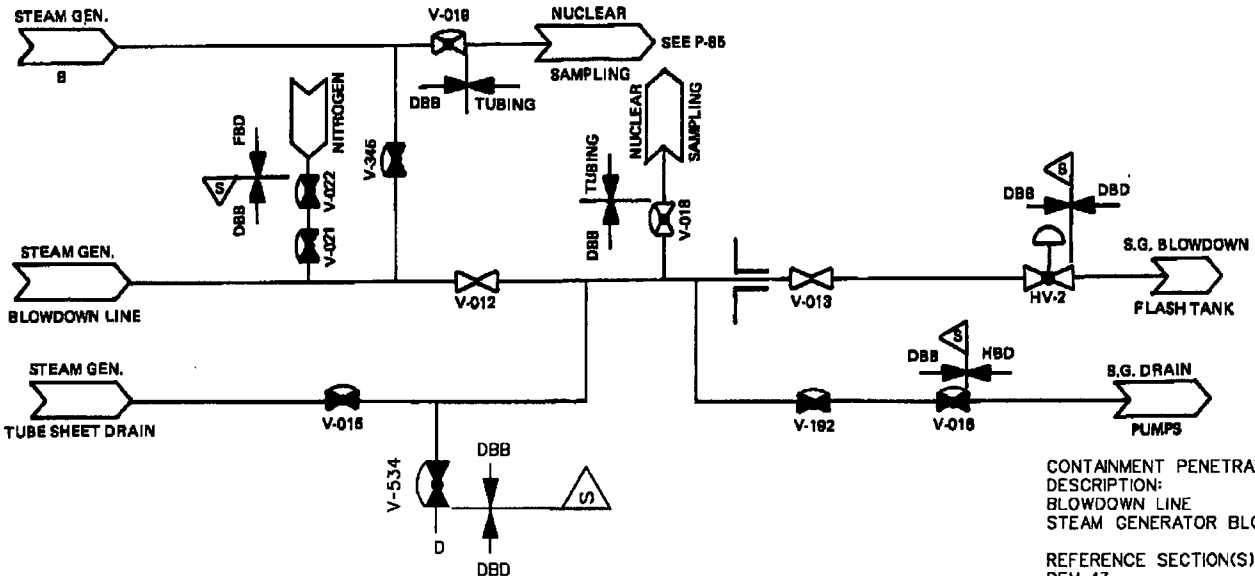 STEAM GEN.
B
V-019
NUCLEAR
SAMPLING
SEE P-85
DBB
TUBING
NITROGEN
FBD
S
DBB
V-022
V-021
V-346
NUCLEAR
SAMPLING
TUBING
DBB
V-018
B
DBB
DBD
STEAM GEN.
BLOWDOWN LINE
V-012
V-013
HV-2
S.G. BLOWDOWN
FLASH TANK
S
DBB
HBD
STEAM GEN.
TUBE SHEET DRAIN
V-015
V-192
V-016
S.G. DRAIN
PUMPS
V-534
DBB
S
D
DBD
CONTAINMENT PENETRA
DESCRIPTION:
BLOWDOWN LINE
STEAM GENERATOR BLO
REFERENCE SECTION(S)